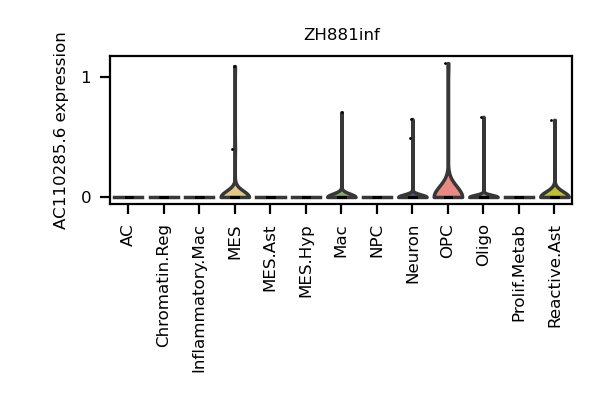 ZH881inf
AC110285.6 expression
1
0
AC
Chromatin.Reg
Inflammatory.Mac
MES
MES.Ast
MES.Hyp
Mac
NPC
Neuron
OPC
Oligo
Prolif.Metab
Reactive.Ast